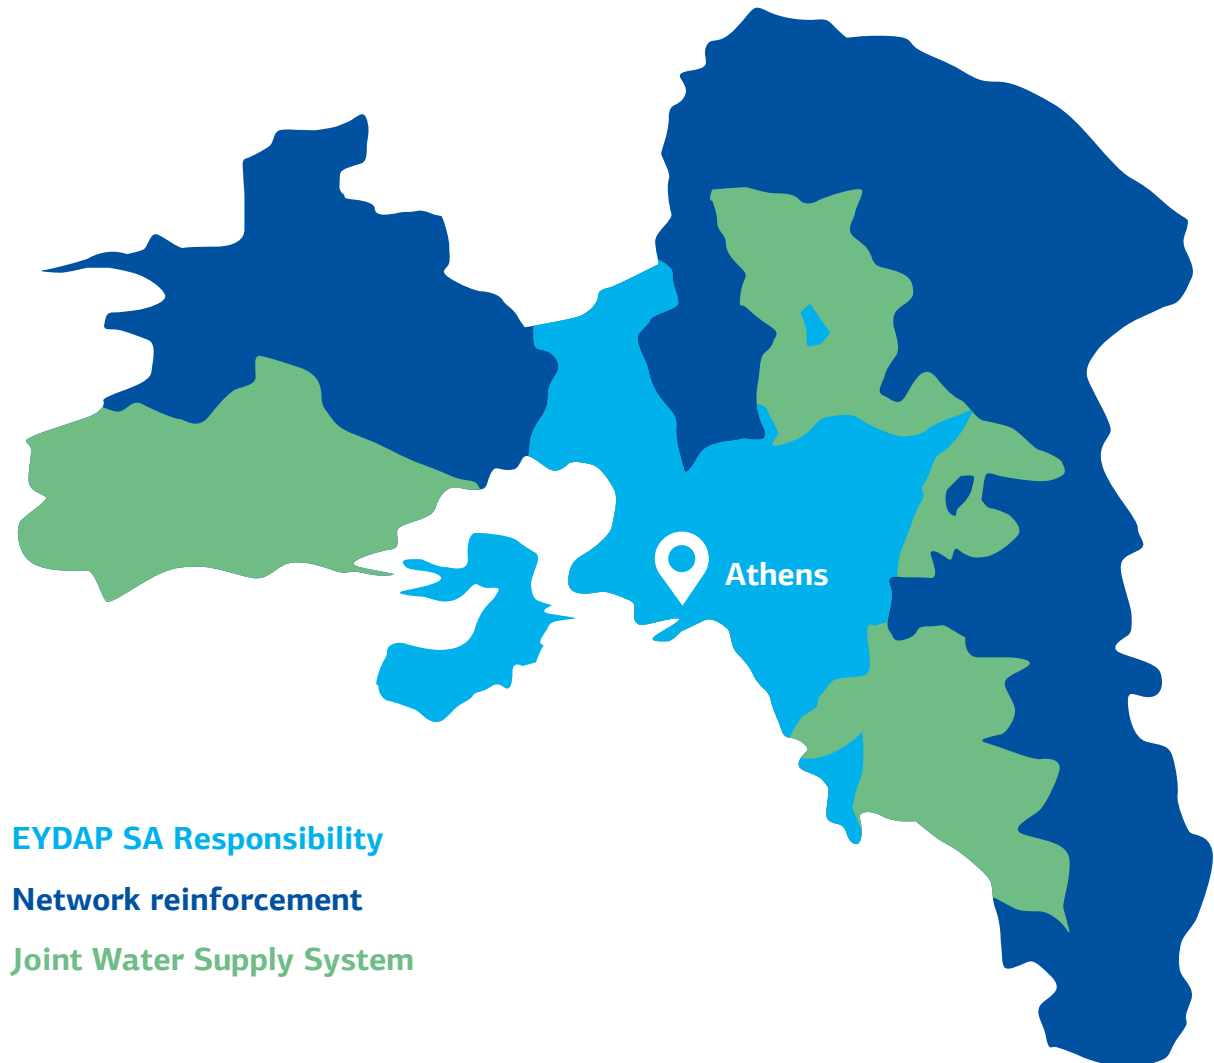 Athens
EYDAP SA Responsibility
Network reinforcement
Joint Water Supply System